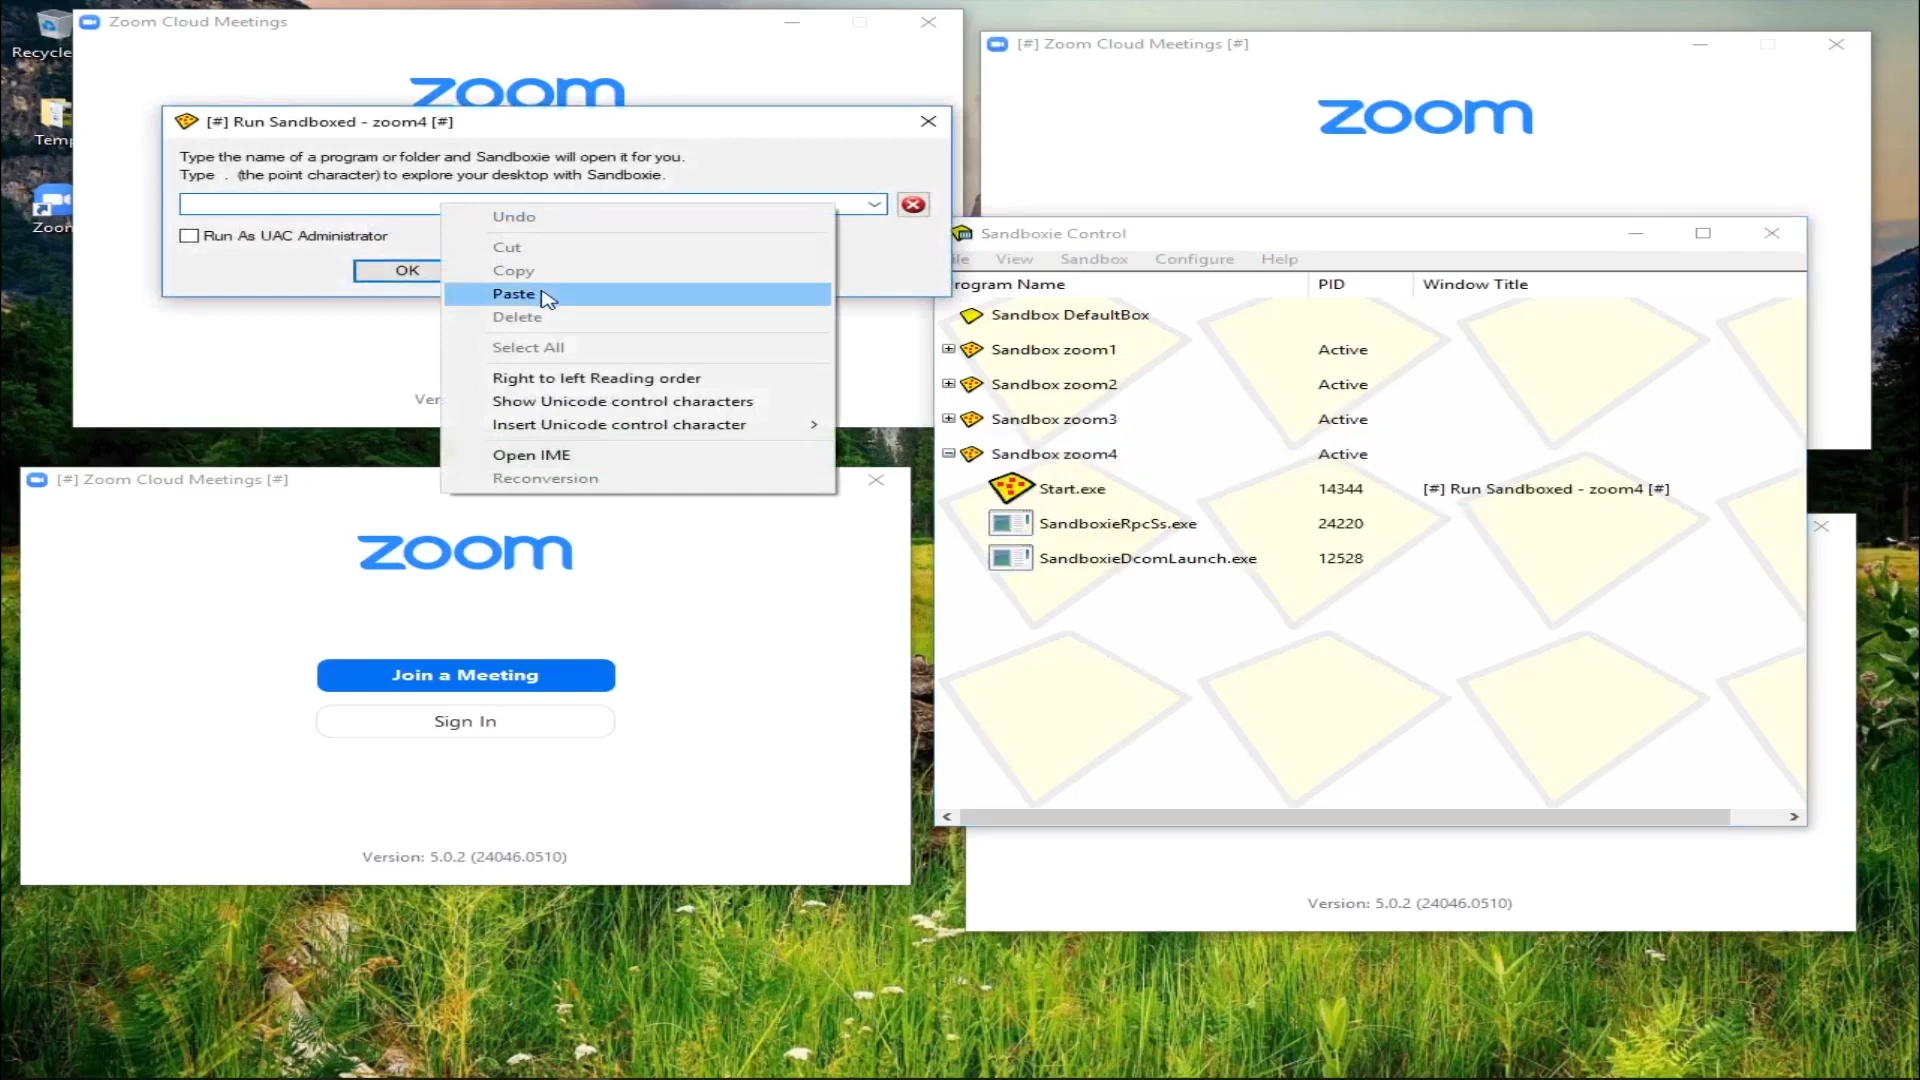 Recycle
Temp
Zoom
Zoom Cloud Meetings
zoom
[#] Zoom Cloud Meetings [#]
zoom
[#] Run Sandboxed - zoom4 [#]
Type the name of a program or folder and Sandboxie will open it for you.
Type . (the point character) to explore your desktop with Sandboxie.
Run As UAC Administrator
OK
Undo
Cut
Copy
Paste
Delete
Select All
Right to left Reading order
Show Unicode control characters
Insert Unicode control character
Open IME
Reconversion
Ver
Sandboxie Control
ile View Sandbox Configure Help
rogram Name PID Window Title
Sandbox DefaultBox
Sandbox zoom1 Active
Sandbox zoom2 Active
Sandbox zoom3 Active
Sandbox zoom4 Active
Start.exe 14344 [#] Run Sandboxed - zoom4 [#]
SandboxieRpcSs.exe 24220
SandboxieDcomLaunch.exe 12528
[#] Zoom Cloud Meetings [#]
zoom
Join a Meeting
Sign In
Version: 5.0.2 (24046.0510)
Version: 5.0.2 (24046.0510)